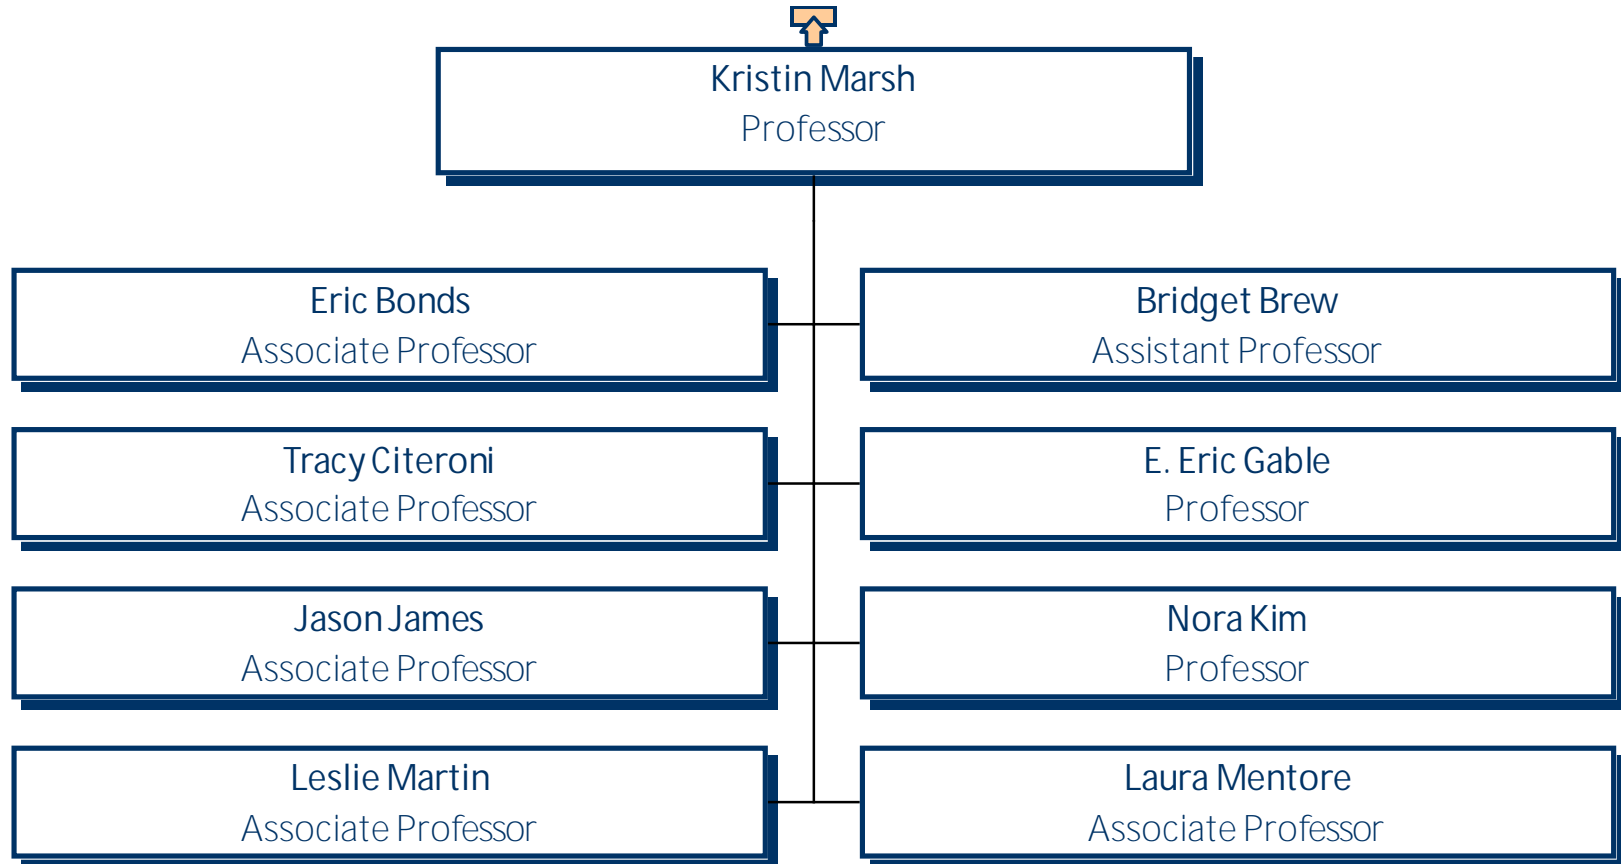 Kristin Marsh
Professor
Eric Bonds
Associate Professor
Bridget Brew
Assistant Professor
Tracy Citeroni
Associate Professor
E. Eric Gable
Professor
Jason James
Associate Professor
Nora Kim
Professor
Leslie Martin
Associate Professor
Laura Mentore
Associate Professor